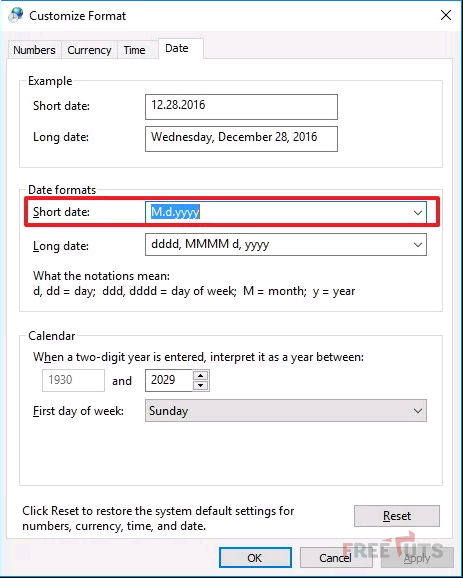 Customize Format
Numbers Currency Time Date
Example
Short date: 12.28.2016
Long date: Wednesday, December 28, 2016
Date formats
Short date: M.d.yyyy
Long date: dddd, MMMM d, yyyy
What the notations mean:
d, dd = day;  ddd, dddd = day of week;  M = month;  y = year
Calendar
When a two-digit year is entered, interpret it as a year between:
1930 and 2029
First day of week: Sunday
Click Reset to restore the system default settings for
numbers, currency, time, and date.
Reset
OK Cancel Apply
FREETUTS